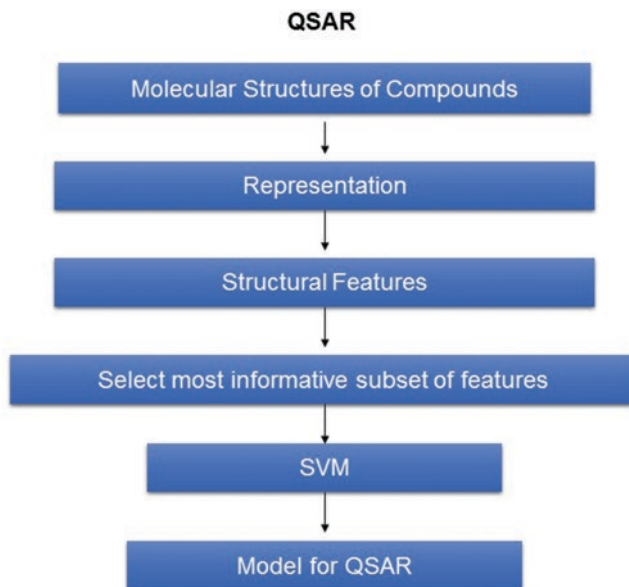 QSAR
Molecular Structures of Compounds
Representation
Structural Features
Select most informative subset of features
SVM
Model for QSAR